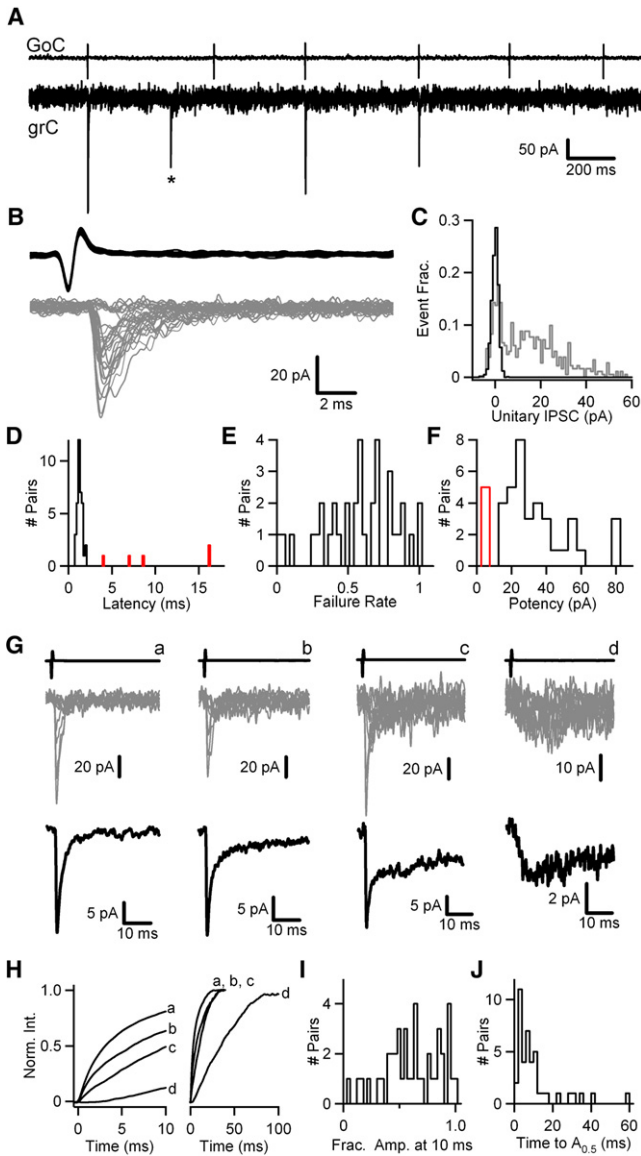 A
GoC
grC
*
50 pA
200 ms
B
20 pA
2 ms
C
0.3
0.2
0.1
0
Event Frac.
0 20 40 60
Unitary IPSC (pA)
D
10
5
0
# Pairs
0 5 10 15
Latency (ms)
E
4
3
2
1
0
# Pairs
0 0.5 1
Failure Rate
F
8
6
4
2
0
# Pairs
0 20 40 60 80
Potency (pA)
G
a
b
c
d
20 pA
20 pA
20 pA
10 pA
5 pA
10 ms
5 pA
10 ms
5 pA
10 ms
2 pA
10 ms
H
1.0
0.5
0
Norm. Int.
a
b
c
d
0 5 10
Time (ms)
a, b, c
d
0 50 100
Time (ms)
I
4
2
0
# Pairs
0 1.0
Frac. Amp. at 10 ms
J
10
5
0
# Pairs
0 20 40 60
Time to A0.5 (ms)